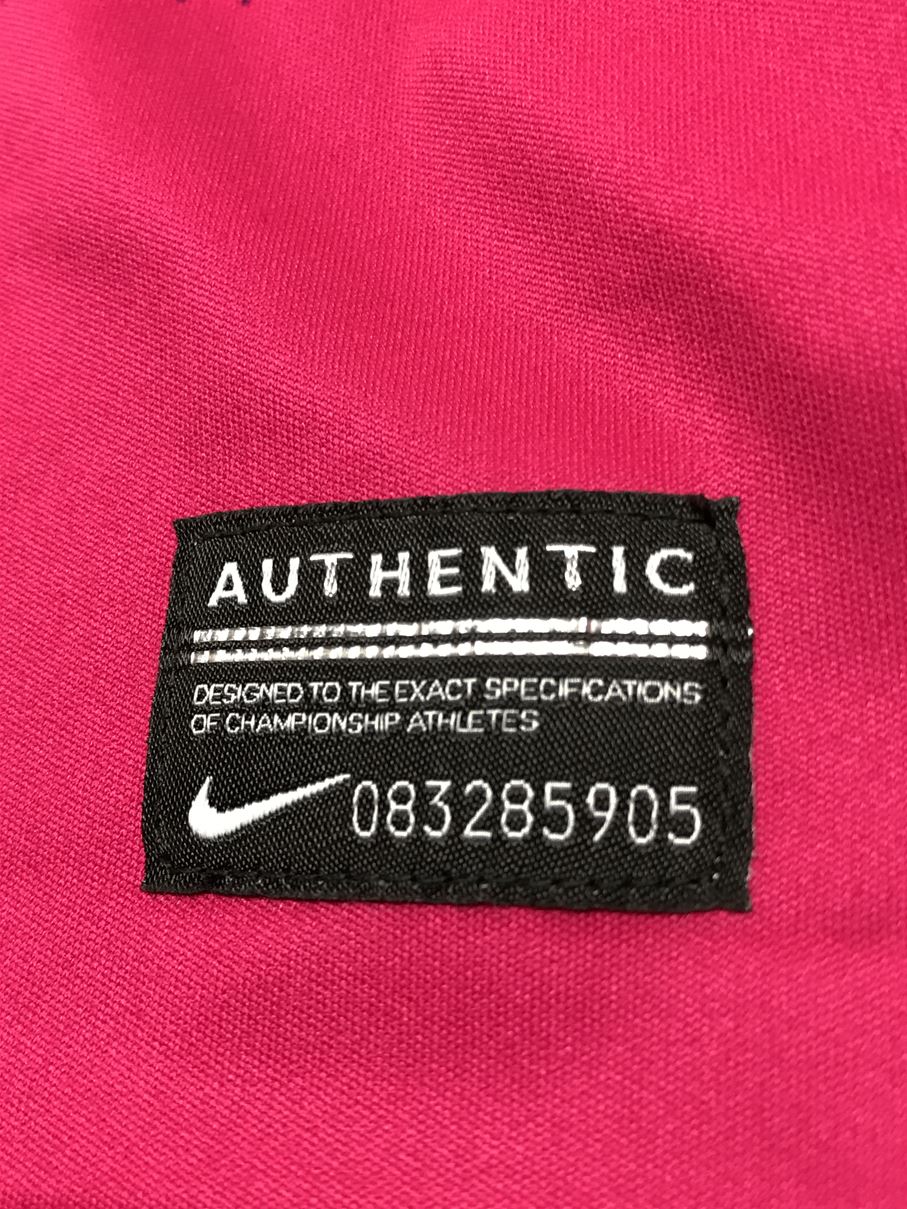 AUTHENTIC
DESIGNED TO THE EXACT SPECIFICATIONS
OF CHAMPIONSHIP ATHLETES
083285905